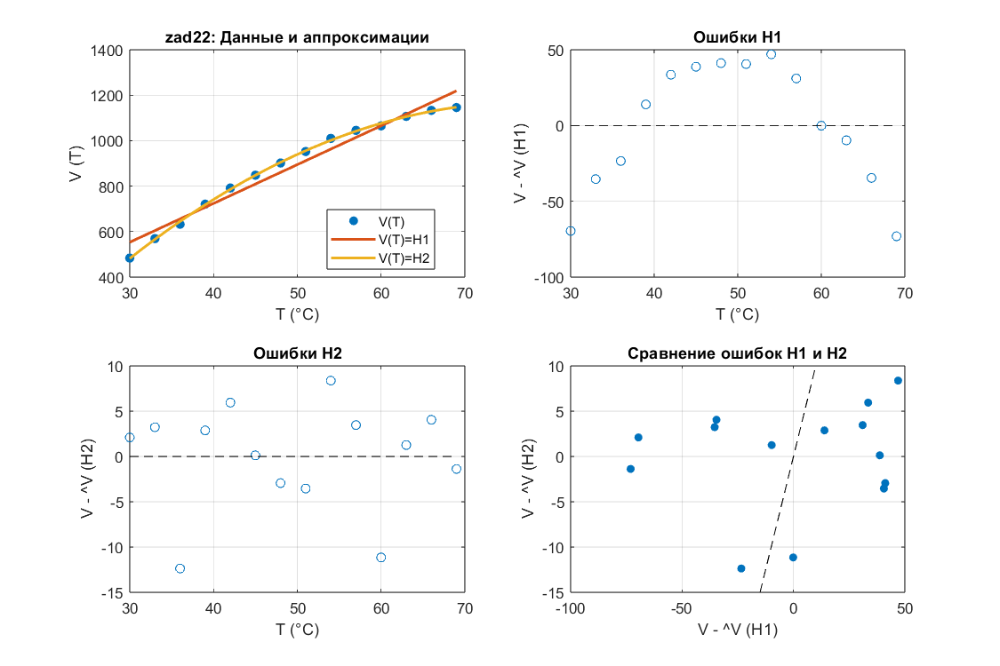 zad22: Данные и аппроксимации
1400
1200
1000
800
600
400
V (T)
30 40 50 60 70
T (°C)
V(T)
V(T)=H1
V(T)=H2
Ошибки H1
50
0
-50
-100
V - ^V (H1)
30 40 50 60 70
T (°C)
Ошибки H2
10
5
0
-5
-10
-15
V - ^V (H2)
30 40 50 60 70
T (°C)
Сравнение ошибок H1 и H2
10
5
0
-5
-10
-15
V - ^V (H2)
-100 -50 0 50
V - ^V (H1)